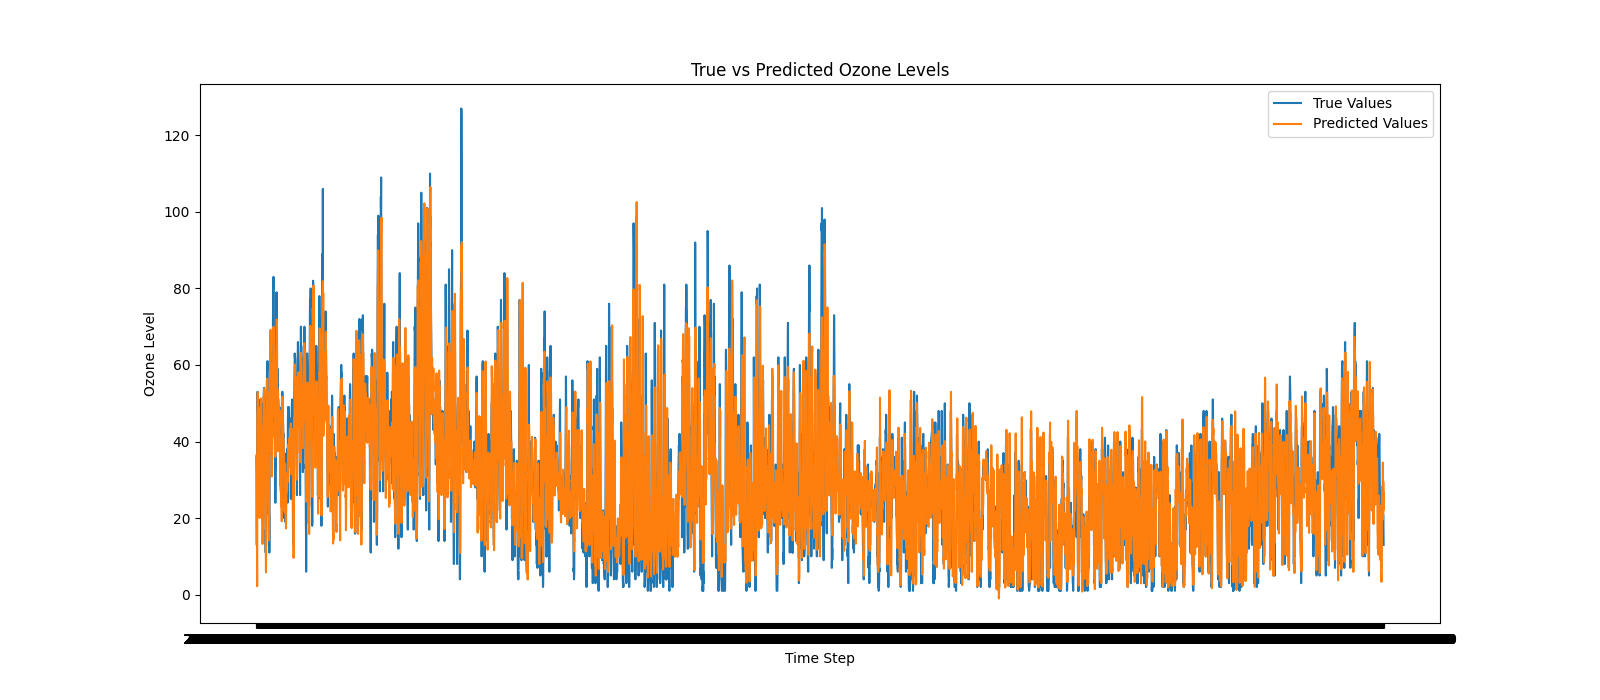 True vs Predicted Ozone Levels
True Values
Predicted Values
Ozone Level
120
100
80
60
40
20
0
Time Step